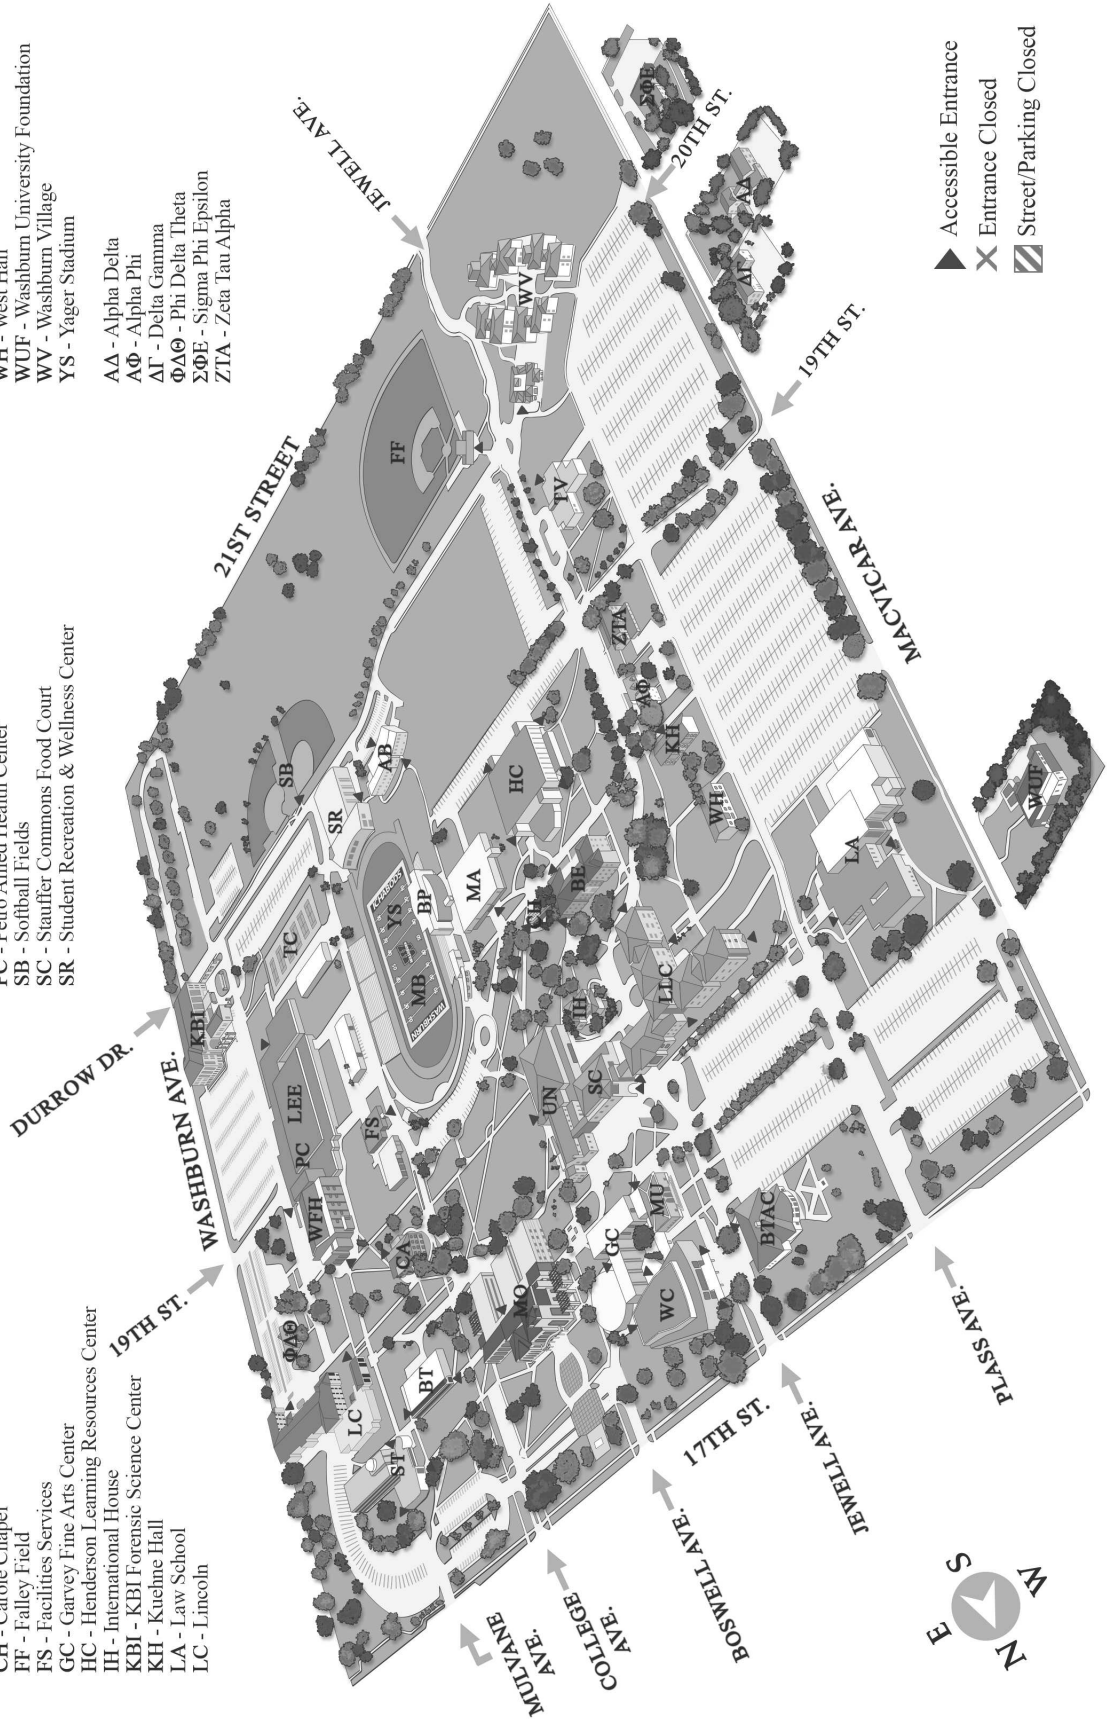 CH - Carole Chapel
FF - Falley Field
FS - Facilities Services
GC - Garvey Fine Arts Center
HC - Henderson Learning Resources Center
IH - International House
KBI - KBI Forensic Science Center
KH - Kuehne Hall
LA - Law School
LC - Lincoln
PC - Petro Allied Health Center
SB - Softball Fields
SC - Stauffer Commons Food Court
SR - Student Recreation & Wellness Center
WH - West Hall
WUF - Washburn University Foundation
WV - Washburn Village
YS - Yager Stadium
ΑΔ - Alpha Delta
ΑΦ - Alpha Phi
ΔΓ - Delta Gamma
ΦΔΘ - Phi Delta Theta
ΣΦΕ - Sigma Phi Epsilon
ZTA - Zeta Tau Alpha
DURROW DR.
WASHBURN AVE.
19TH ST.
21ST STREET
JEWELL AVE.
20TH ST.
19TH ST.
MACVICAR AVE.
PLASS AVE.
JEWELL AVE.
17TH ST.
BOSWELL AVE.
COLLEGE
AVE.
MULVANE
AVE.
KBI
LEE
PC
WFH
FS
TC
SB
SR
AB
YS
ICHABODS
MB
WASHBURN
BP
MA
HC
FF
WV
LV
ZTA
ΑΦ
KH
WH
LA
BE
CH
IH
LLC
UN
SC
MU
GC
WC
BTAC
MO
CA
ΦΔΘ
LC
BT
ST
WUF
ΣΦΕ
ΛΔ
ΔΓ
Accessible Entrance
Entrance Closed
Street/Parking Closed
E
S
N
W